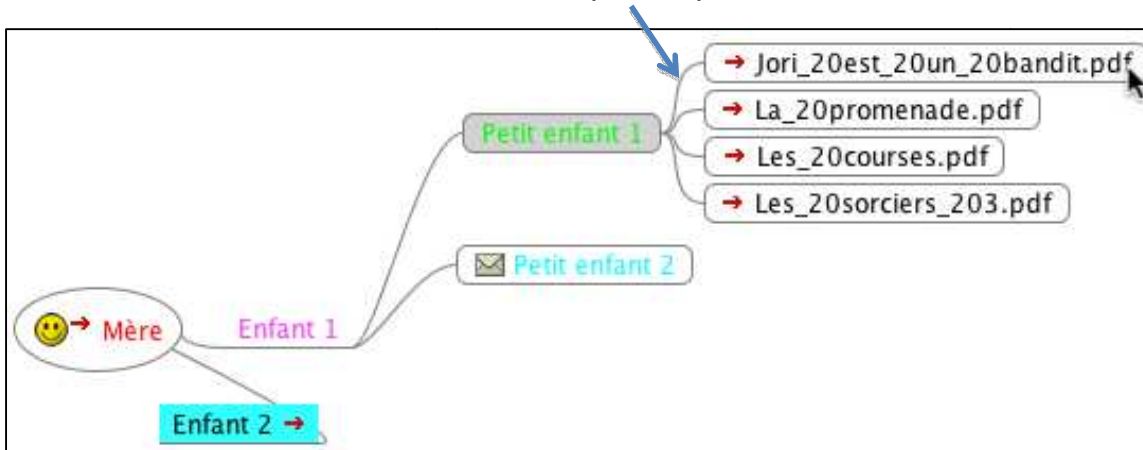 Jori_20est_20un_20bandit.pdf
La_20promenade.pdf
Les_20courses.pdf
Les_20sorciers_203.pdf
Petit enfant 1
Petit enfant 2
Mère
Enfant 1
Enfant 2